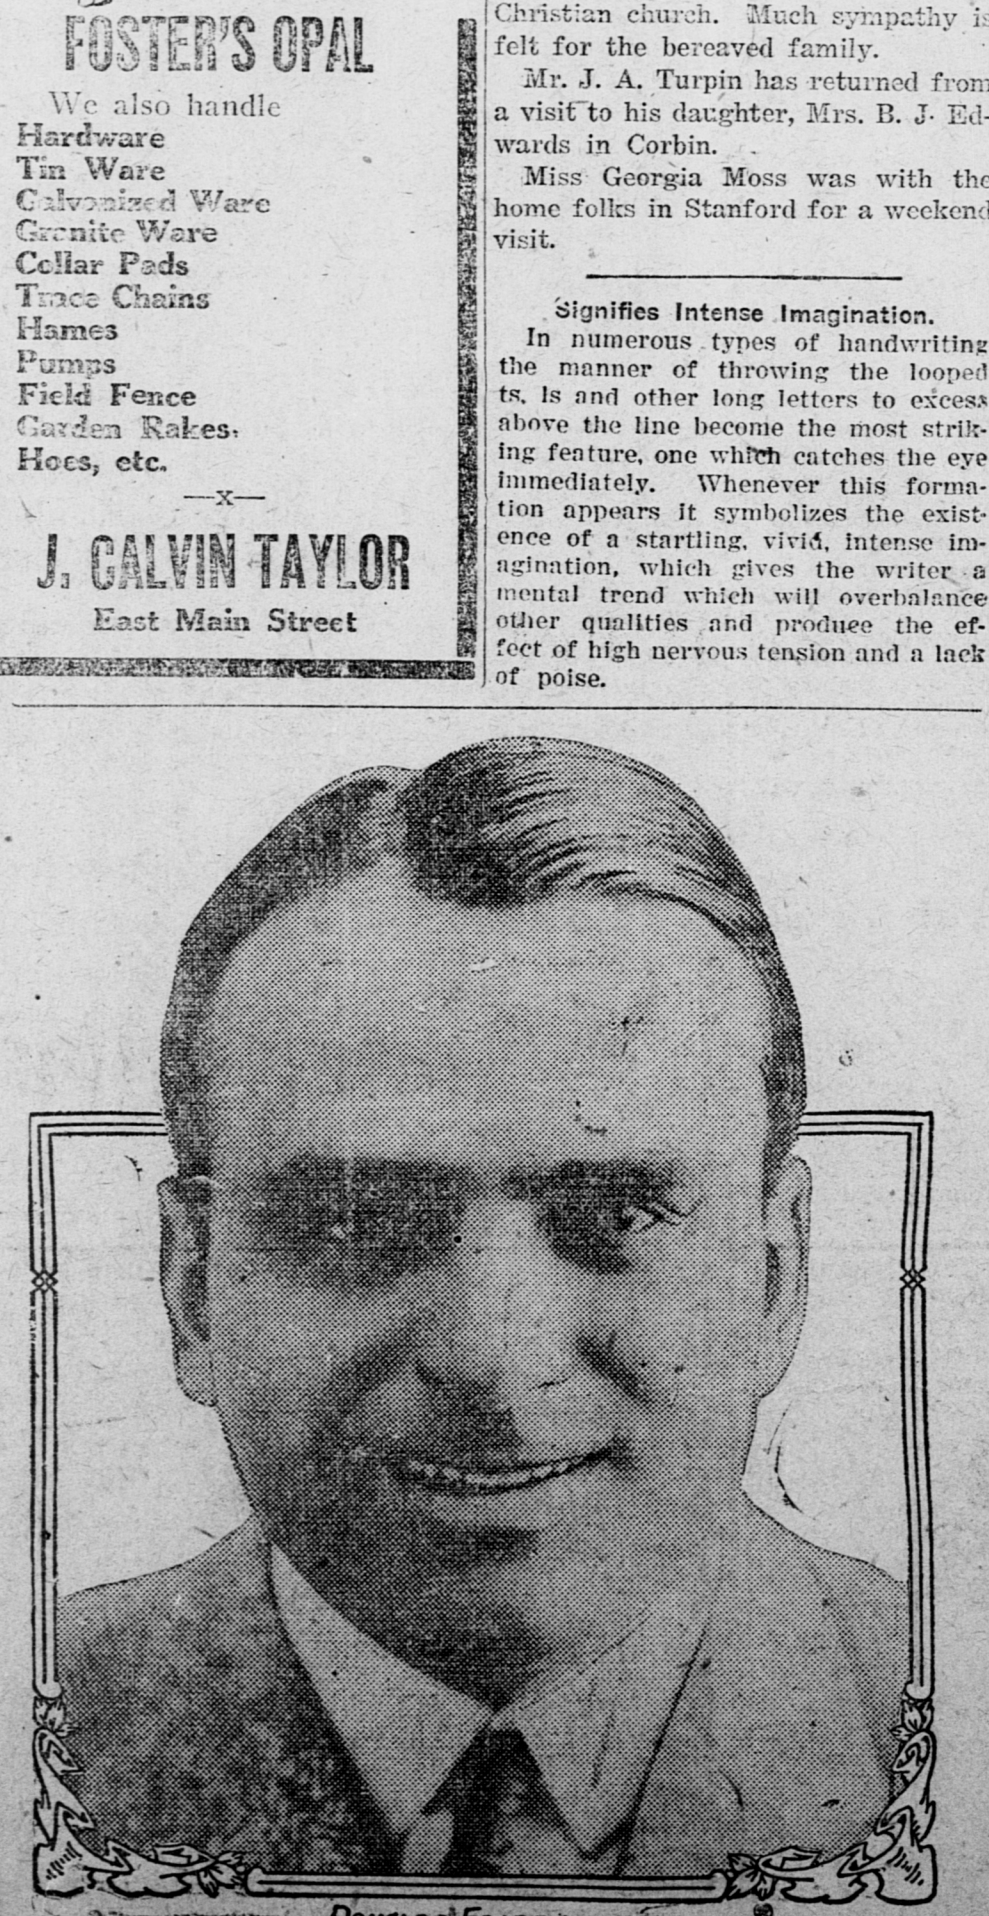 FOSTER'S OPAL
We also handle
Hardware
Tin Ware
Galvanized Ware
Granite Ware
Collar Pads
Trace Chains
Hames
Pumps
Field Fence
Garden Rakes.
Hoes, etc.
—x—
J. CALVIN TAYLOR
East Main Street
Christian church. Much sympathy is
felt for the bereaved family.
Mr. J. A. Turpin has returned from
a visit to his daughter, Mrs. B. J. Ed-
wards in Corbin.
Miss Georgia Moss was with the
home folks in Stanford for a weekend
visit.
Signifies Intense Imagination.
In numerous types of handwriting
the manner of throwing the looped
ts, ls and other long letters to excess
above the line become the most strik-
ing feature, one which catches the eye
immediately. Whenever this forma-
tion appears it symbolizes the exist-
ence of a startling, vivid, intense im-
agination, which gives the writer a
mental trend which will overbalance
other qualities and produce the ef-
fect of high nervous tension and a lack
of poise.